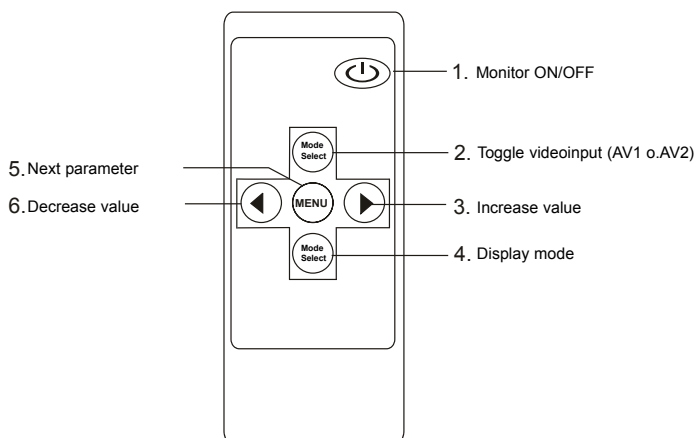 1. Monitor ON/OFF
Mode
Select
2. Toggle videoinput (AV1 o.AV2)
5. Next parameter
6. Decrease value
MENU
3. Increase value
Mode
Select
4. Display mode